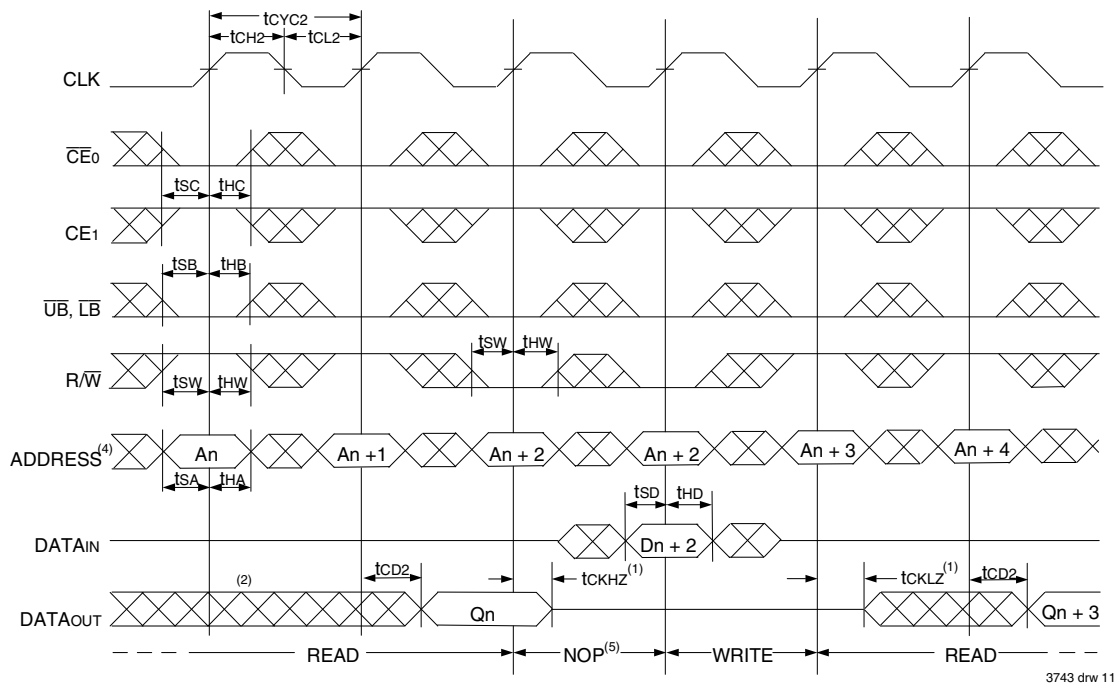 tCYC2
tCH2 tCL2
CLK
CE0
tSC tHC
CE1
tSB tHB
UB, LB
tSW tHW
R/W
tSW tHW
ADDRESS(4) An An +1 An + 2 An + 2 An + 3 An + 4
tSA tHA
tSD tHD
DATAIN Dn + 2
tCD2 tCKHZ(1) tCKLZ(1) tCD2
(2)
DATAOUT Qn Qn + 3
READ NOP(5) WRITE READ
3743 drw 11